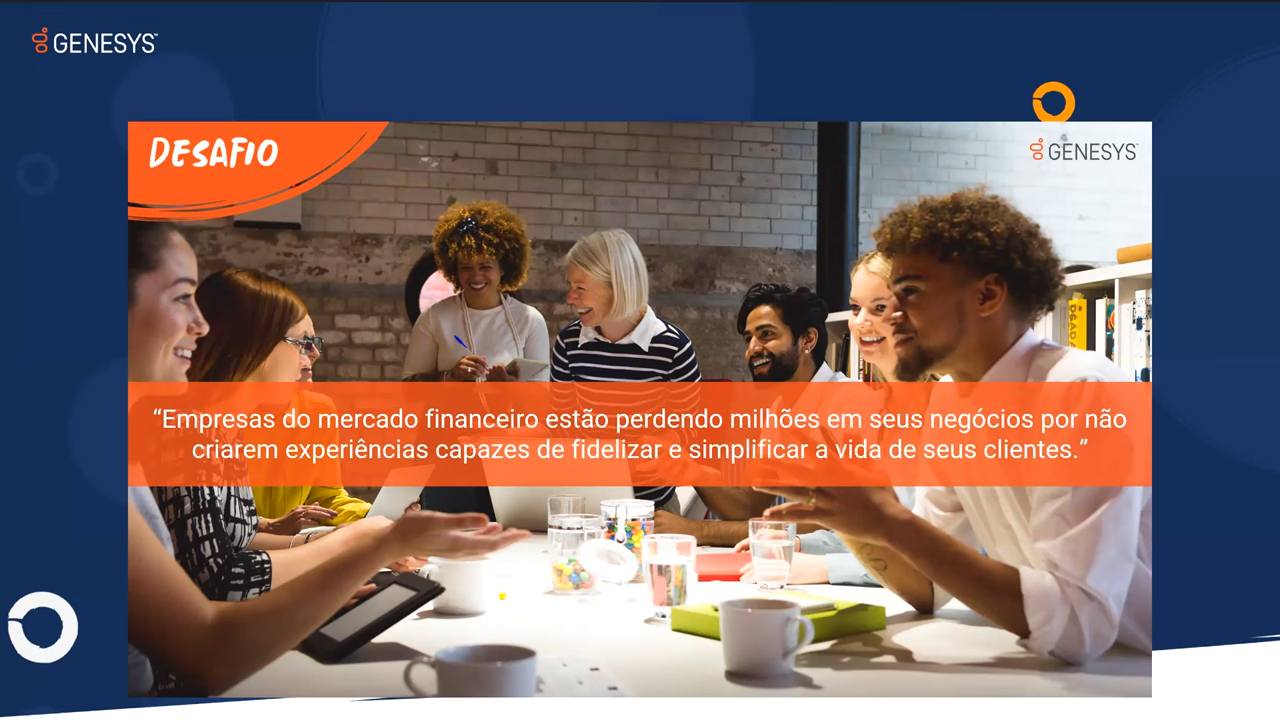 GENESYS
DESAFIO
GENESYS
“Empresas do mercado financeiro estão perdendo milhões em seus negócios por não
criarem experiências capazes de fidelizar e simplificar a vida de seus clientes.”